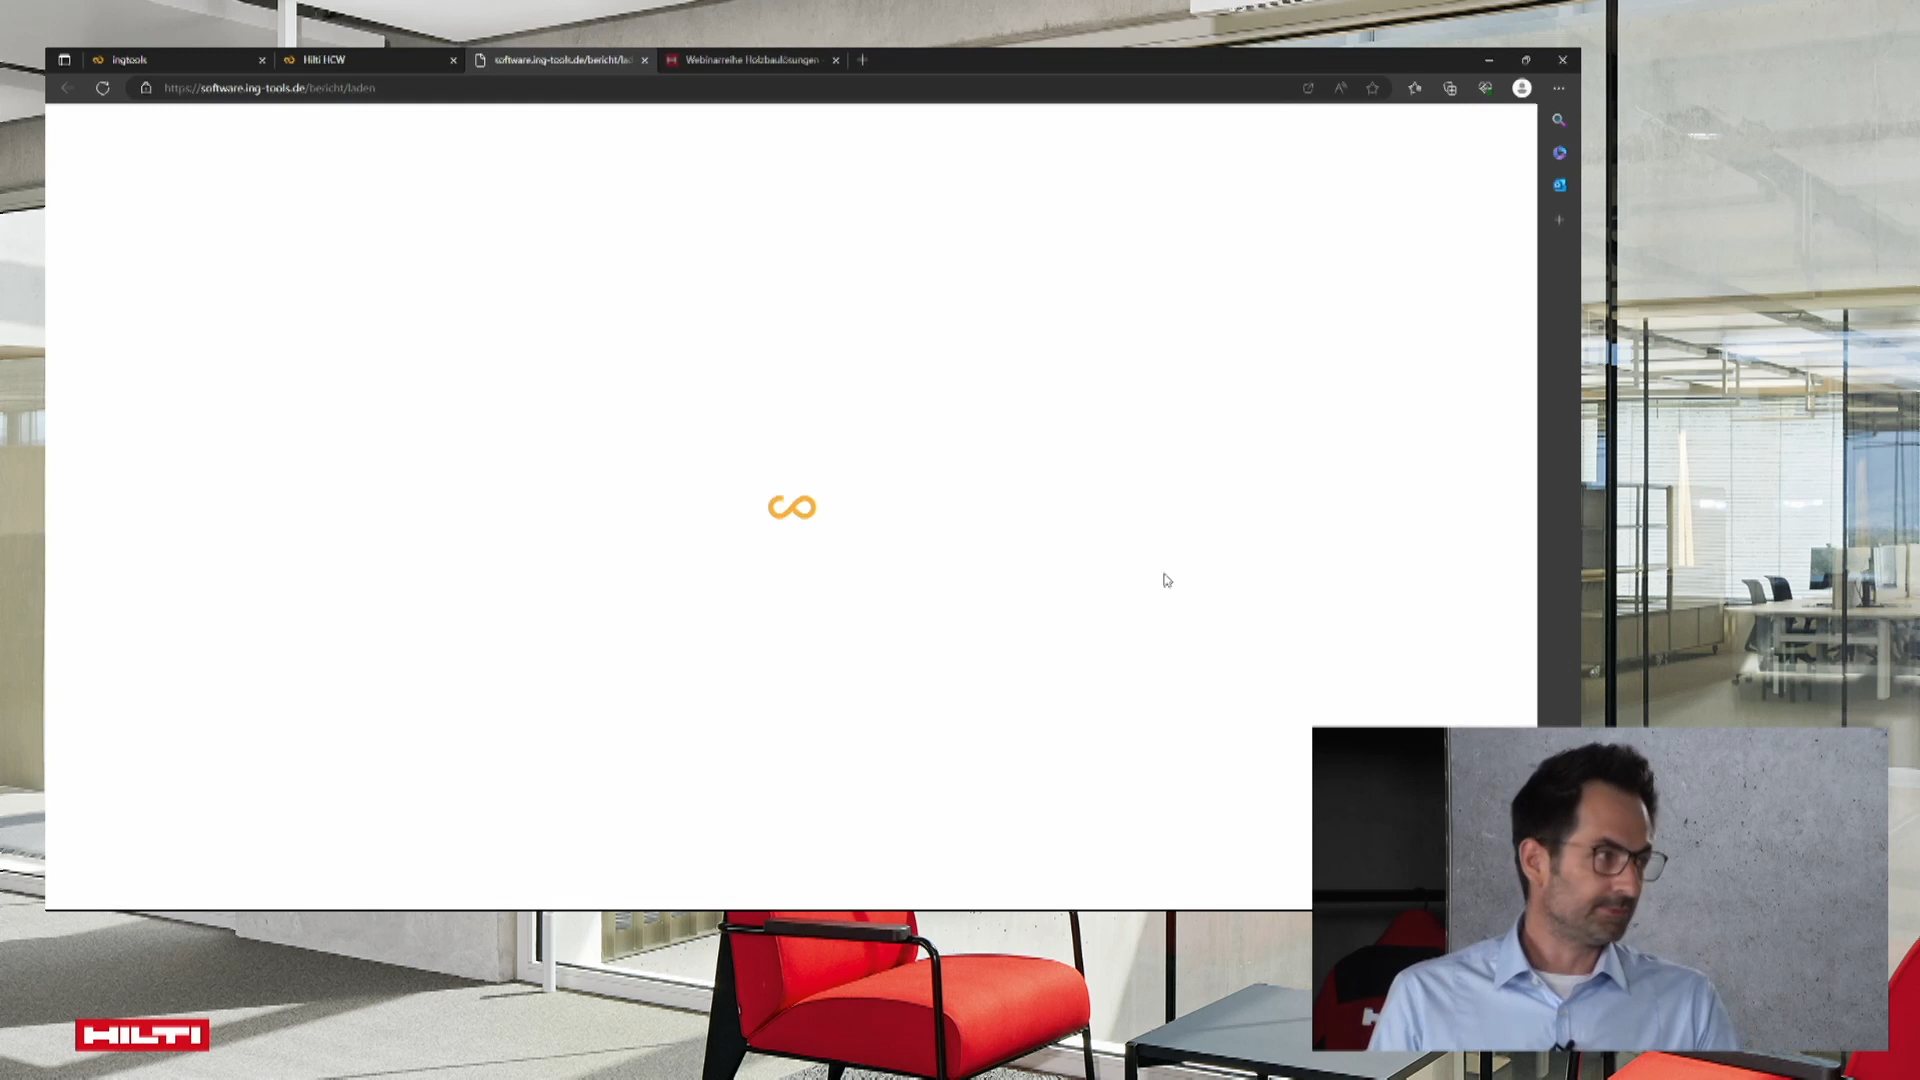 ingtools
Hilti HCW
software.ing-tools.de/bericht/la
Webinarreihe Holzbaulösungen
https://software.ing-tools.de/bericht/laden
HILTI